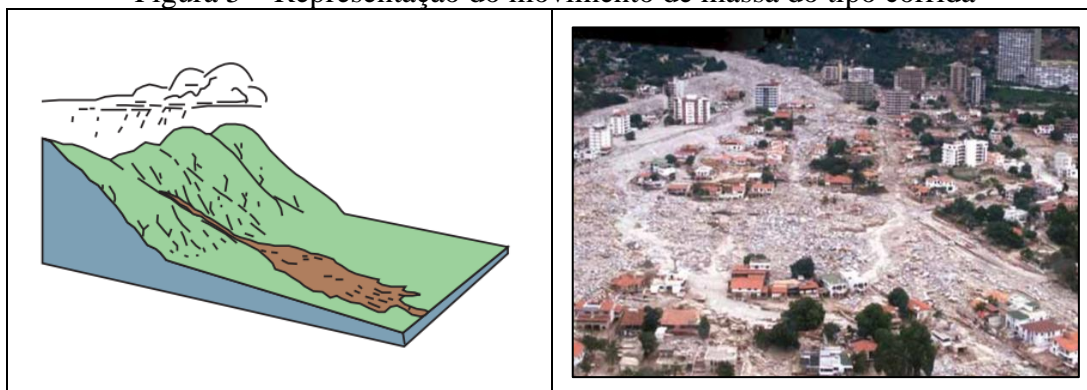 Figura 3 – Representação do movimento de massa do tipo corrida